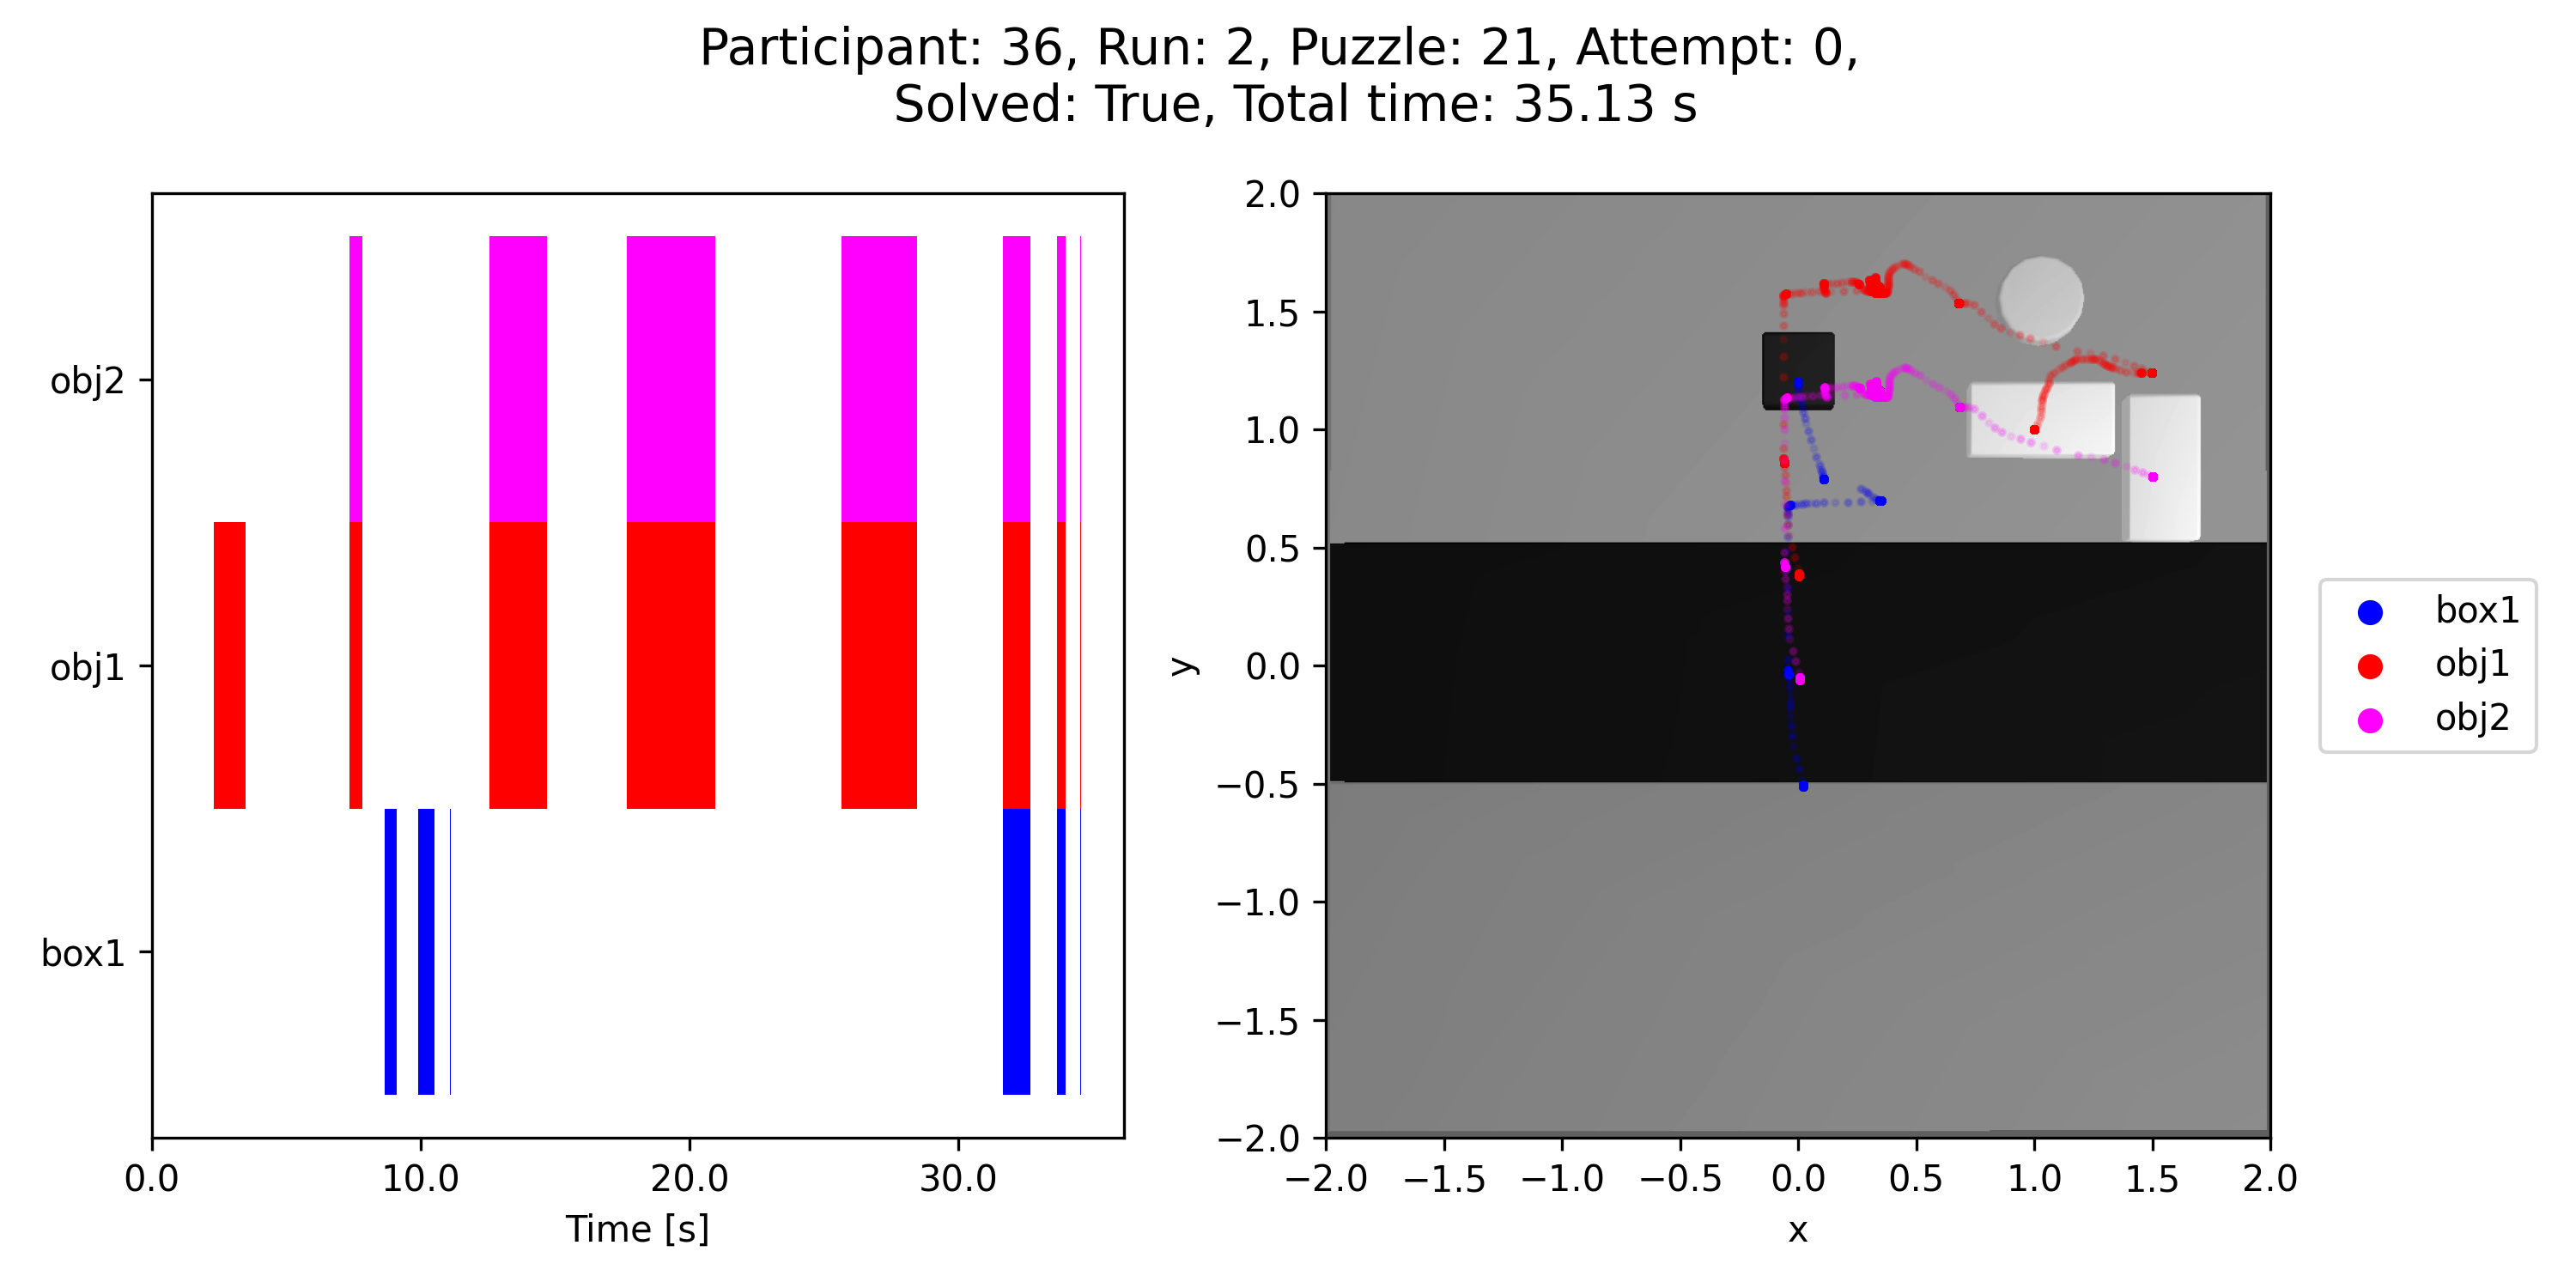 Participant: 36, Run: 2, Puzzle: 21, Attempt: 0,
Solved: True, Total time: 35.13 s
obj2
obj1
box1
0.0 10.0 20.0 30.0
Time [s]
2.0
1.5
1.0
0.5
0.0
−0.5
−1.0
−1.5
−2.0
y
−2.0 −1.5 −1.0 −0.5 0.0 0.5 1.0 1.5 2.0
x
box1
obj1
obj2